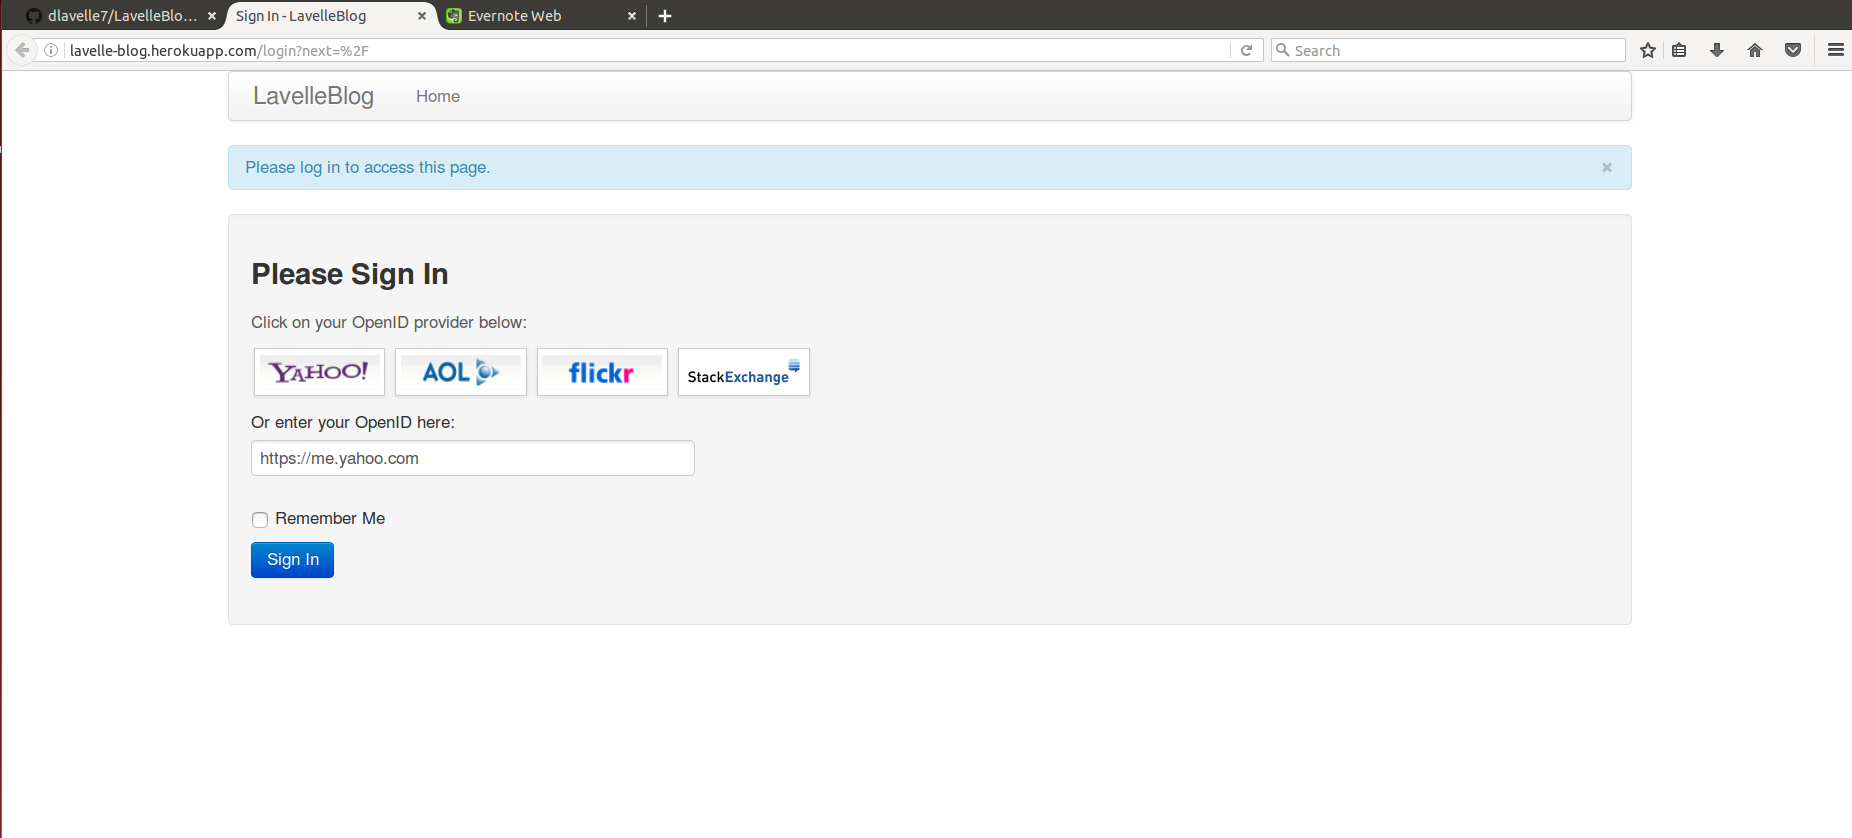 dlavelle7/LavelleBlo... Sign In - LavelleBlog Evernote Web
lavelle-blog.herokuapp.com/login?next=%2F Search
LavelleBlog Home
Please log in to access this page.
Please Sign In
Click on your OpenID provider below:
YAHOO! AOL flickr StackExchange
Or enter your OpenID here:
https://me.yahoo.com
Remember Me
Sign In